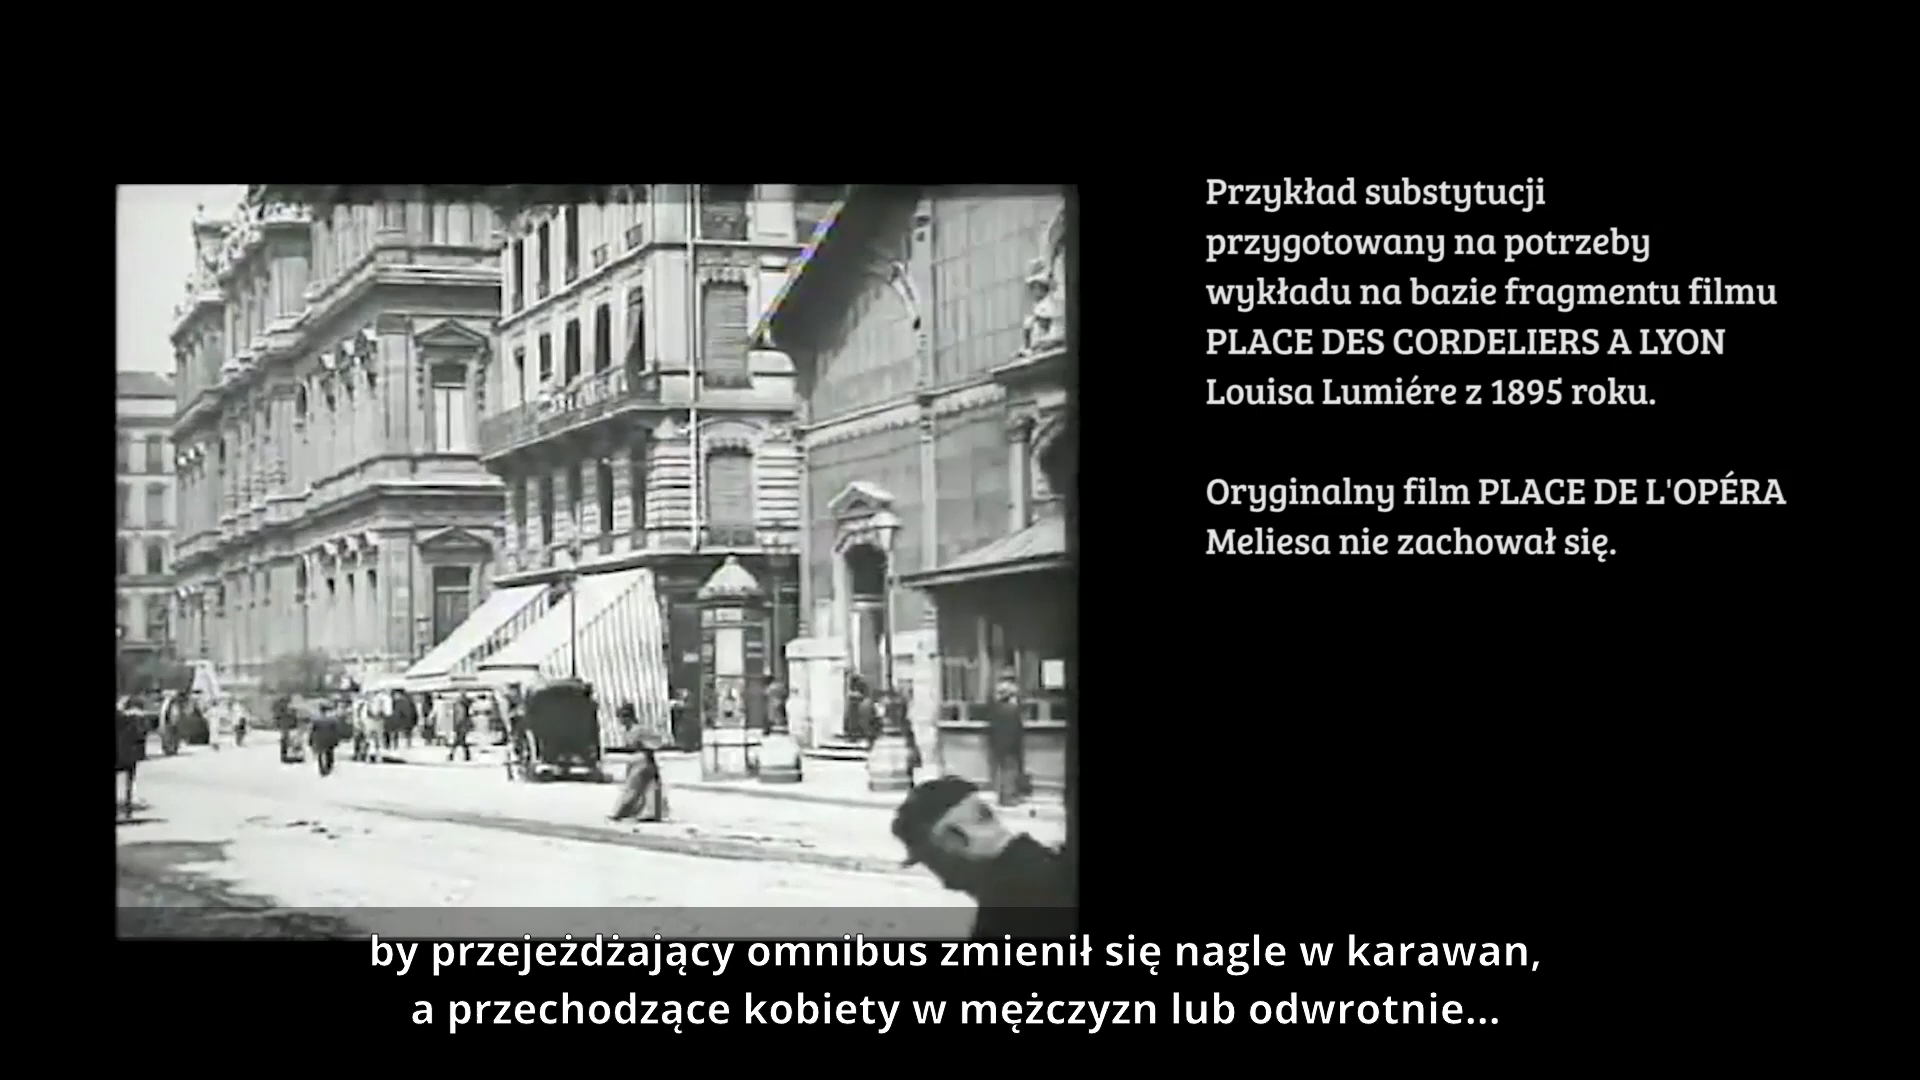 Przykład substytucji
przygotowany na potrzeby
wykładu na bazie fragmentu filmu
PLACE DES CORDELIERS A LYON
Louisa Lumiére z 1895 roku.
Oryginalny film PLACE DE L'OPÉRA
Meliesa nie zachował się.
by przejeżdżający omnibus zmienił się nagle w karawan,
a przechodzące kobiety w mężczyzn lub odwrotnie...